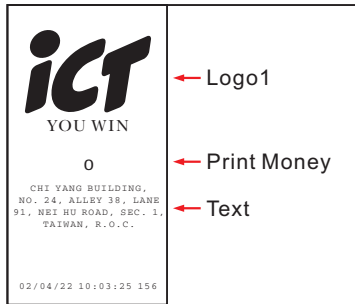 ICT
Logo1
YOU WIN
0
Print Money
CHI YANG BUILDING,
NO. 24, ALLEY 38, LANE
91, NEI HU ROAD, SEC. 1,
TAIWAN, R.O.C.
Text
02/04/22 10:03:25 156